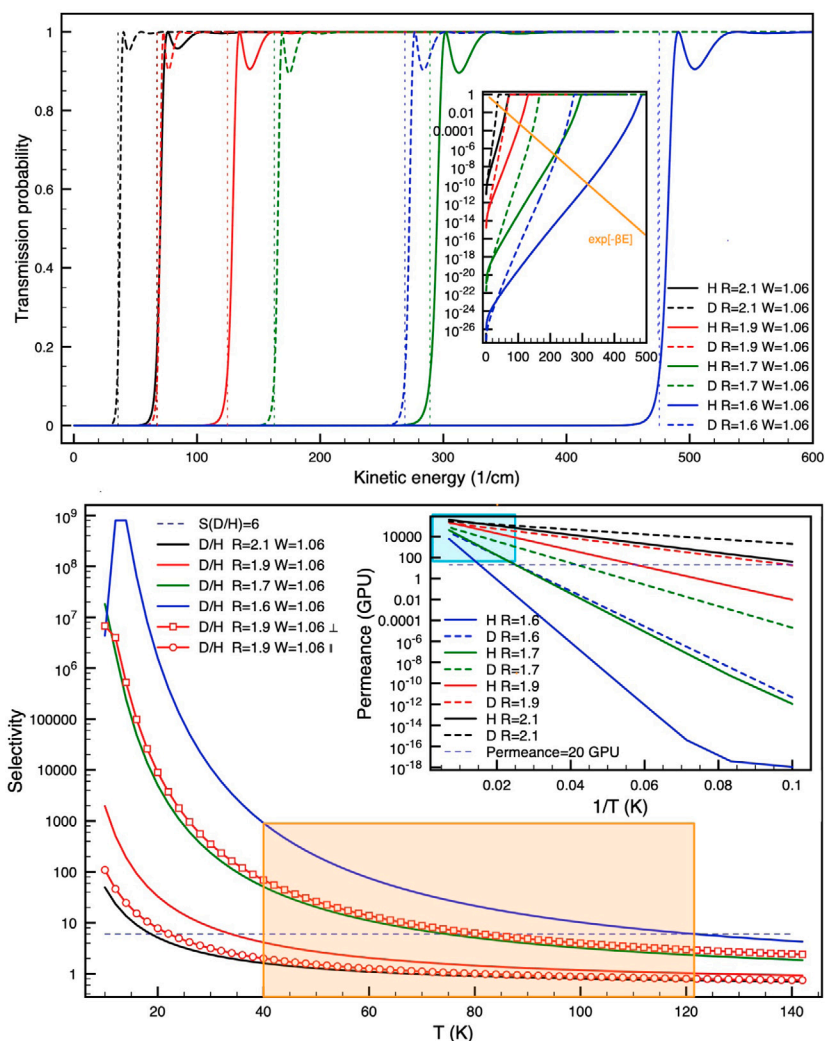 Transmission probability
1
0.8
0.6
0.4
0.2
0
0 100 200 300 400 500 600
Kinetic energy (1/cm)
1
0.01
0.0001
10^-6
10^-8
10^-10
10^-12
10^-14
10^-16
10^-18
10^-20
10^-22
10^-24
10^-26
0 100 200 300 400 500
exp[-βE]
H R=2.1 W=1.06
D R=2.1 W=1.06
H R=1.9 W=1.06
D R=1.9 W=1.06
H R=1.7 W=1.06
D R=1.7 W=1.06
H R=1.6 W=1.06
D R=1.6 W=1.06
Selectivity
10^9
10^8
10^7
10^6
100000
10000
1000
100
10
1
20 40 60 80 100 120 140
T (K)
S(D/H)=6
D/H R=2.1 W=1.06
D/H R=1.9 W=1.06
D/H R=1.7 W=1.06
D/H R=1.6 W=1.06
D/H R=1.9 W=1.06 ⊥
D/H R=1.9 W=1.06 ∥
Permeance (GPU)
10000
100
1
0.01
0.0001
10^-6
10^-8
10^-10
10^-12
10^-14
10^-16
10^-18
0.02 0.04 0.06 0.08 0.1
1/T (K)
H R=1.6
D R=1.6
H R=1.7
D R=1.7
H R=1.9
D R=1.9
H R=2.1
D R=2.1
Permeance=20 GPU